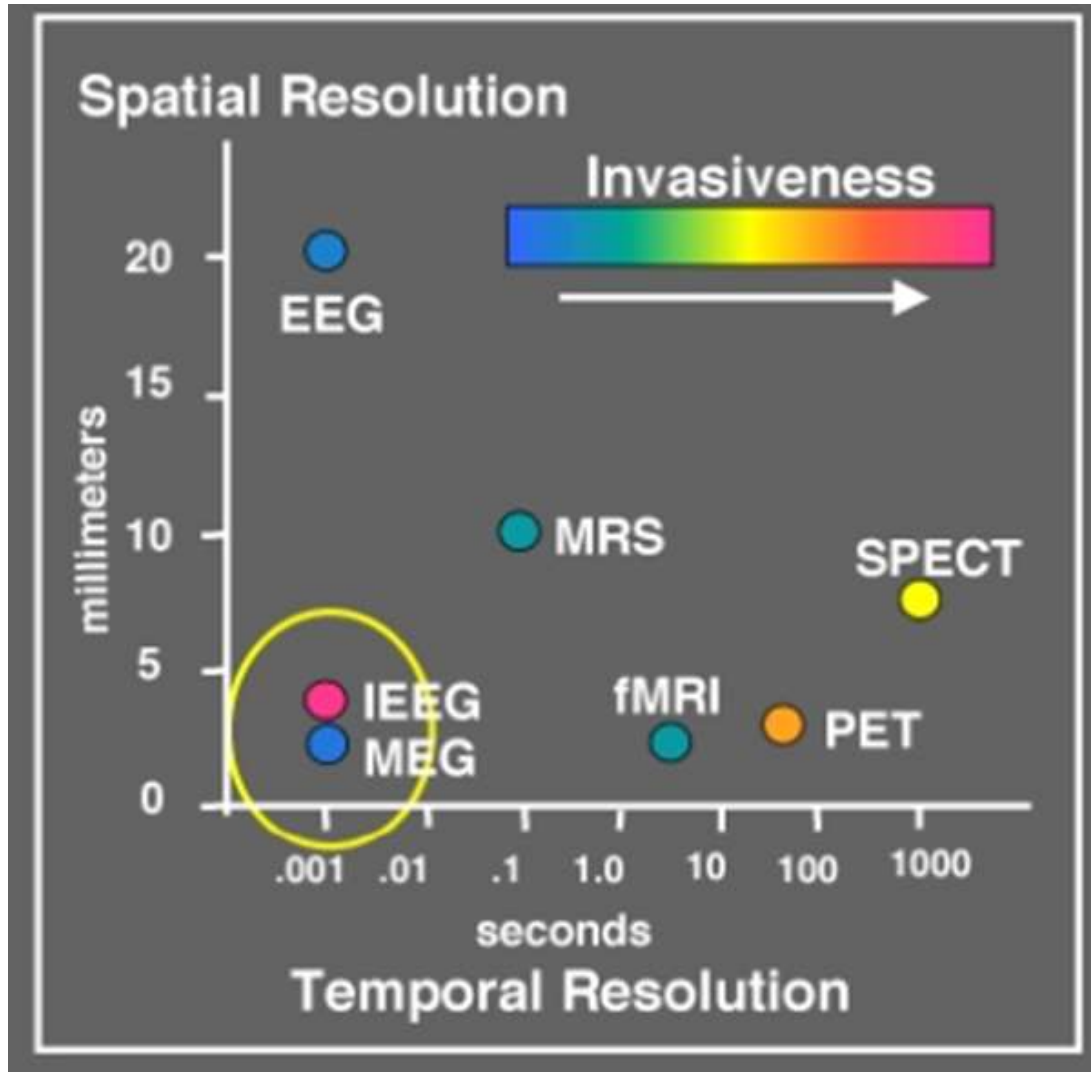 Spatial Resolution
Invasiveness
20
EEG
15
millimeters
10
MRS
SPECT
5
IEEG
fMRI
PET
MEG
0
.001 .01 .1 1.0 10 100 1000
seconds
Temporal Resolution